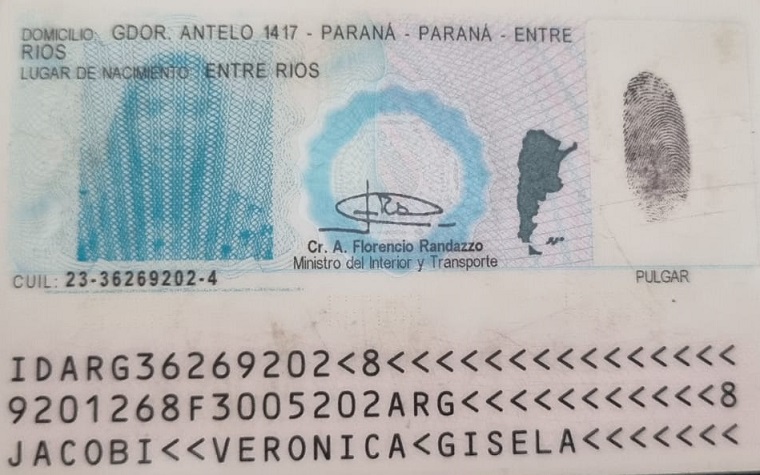 DOMICILIO: GDOR. ANTELO 1417 - PARANÁ - PARANÁ - ENTRE
RIOS
LUGAR DE NACIMIENTO: ENTRE RIOS
Cr. A. Florencio Randazzo
Ministro del Interior y Transporte
CUIL: 23-36269202-4
PULGAR
IDARG36269202<8<<<<<<<<<<<<<<<
9201268F3005202ARG<<<<<<<<<<<8
JACOBI<<VERONICA<GISELA<<<<<<<